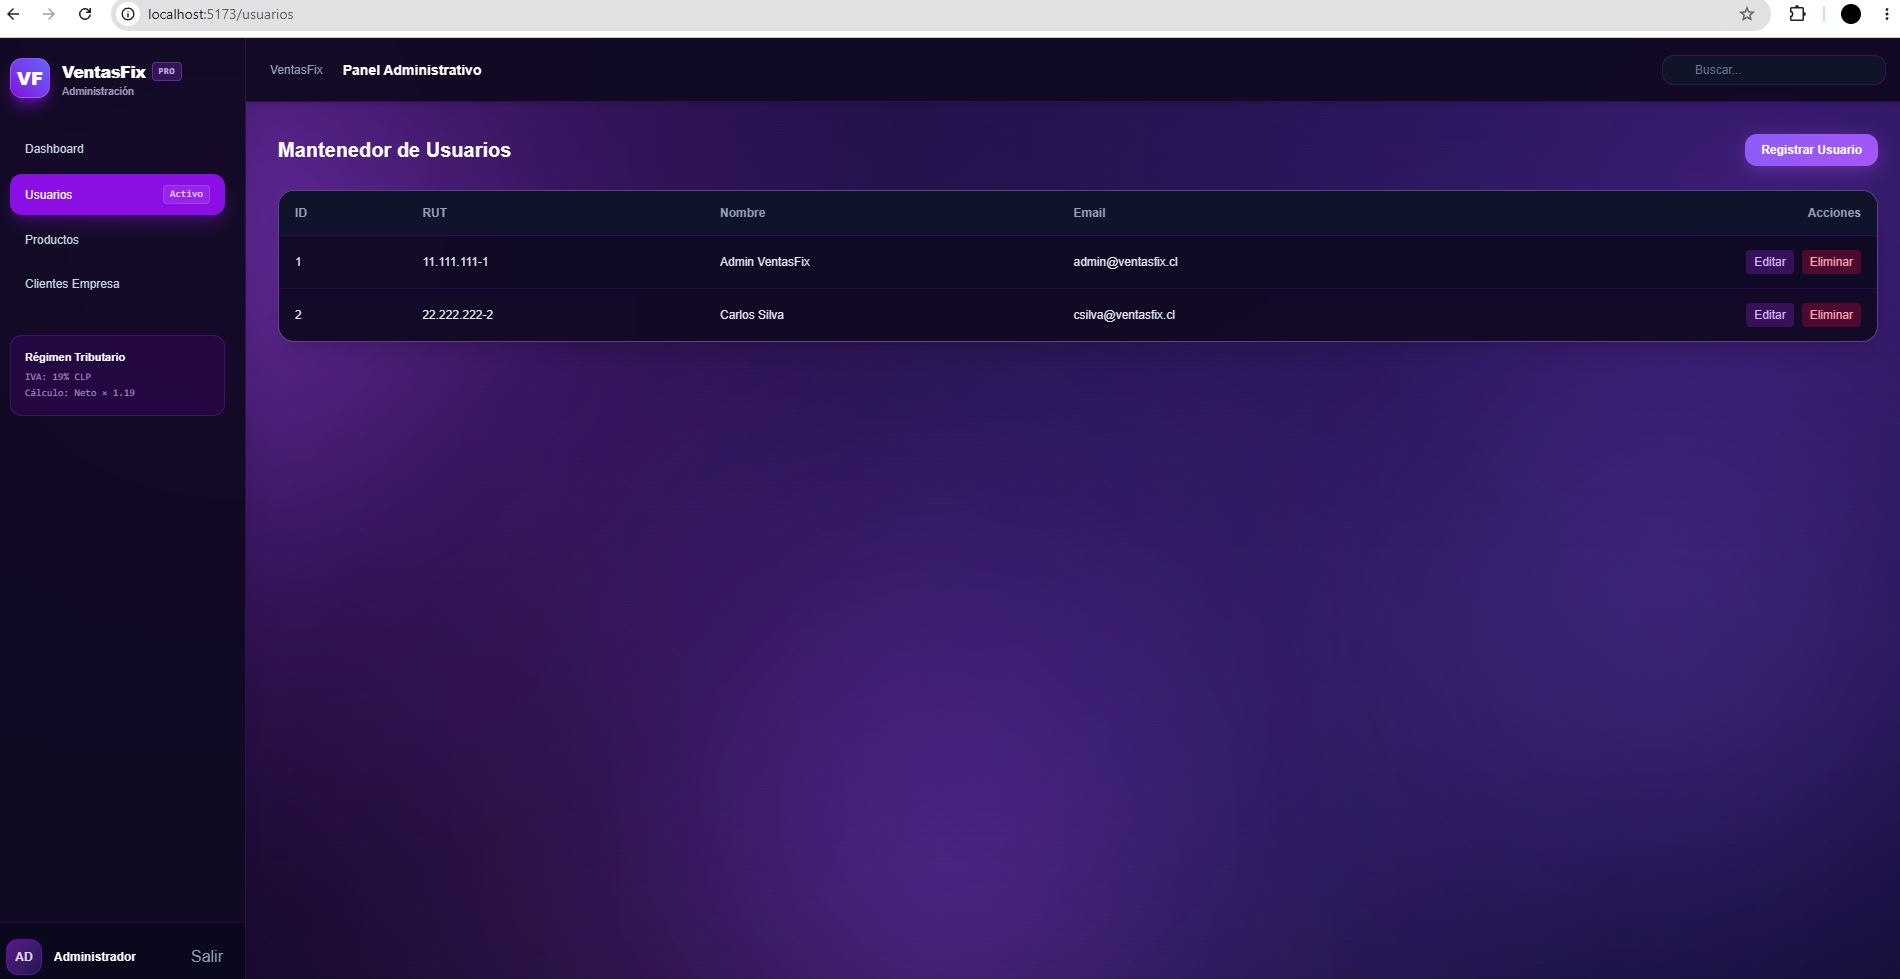 localhost:5173/usuarios
VF VentasFix PRO
Administración
VentasFix Panel Administrativo
Buscar...
Dashboard
Usuarios Activo
Productos
Clientes Empresa
Régimen Tributario
IVA: 19% CLP
Cálculo: Neto × 1.19
AD Administrador Salir
Mantenedor de Usuarios
Registrar Usuario
ID RUT Nombre Email Acciones
1 11.111.111-1 Admin VentasFix admin@ventasfix.cl Editar Eliminar
2 22.222.222-2 Carlos Silva csilva@ventasfix.cl Editar Eliminar